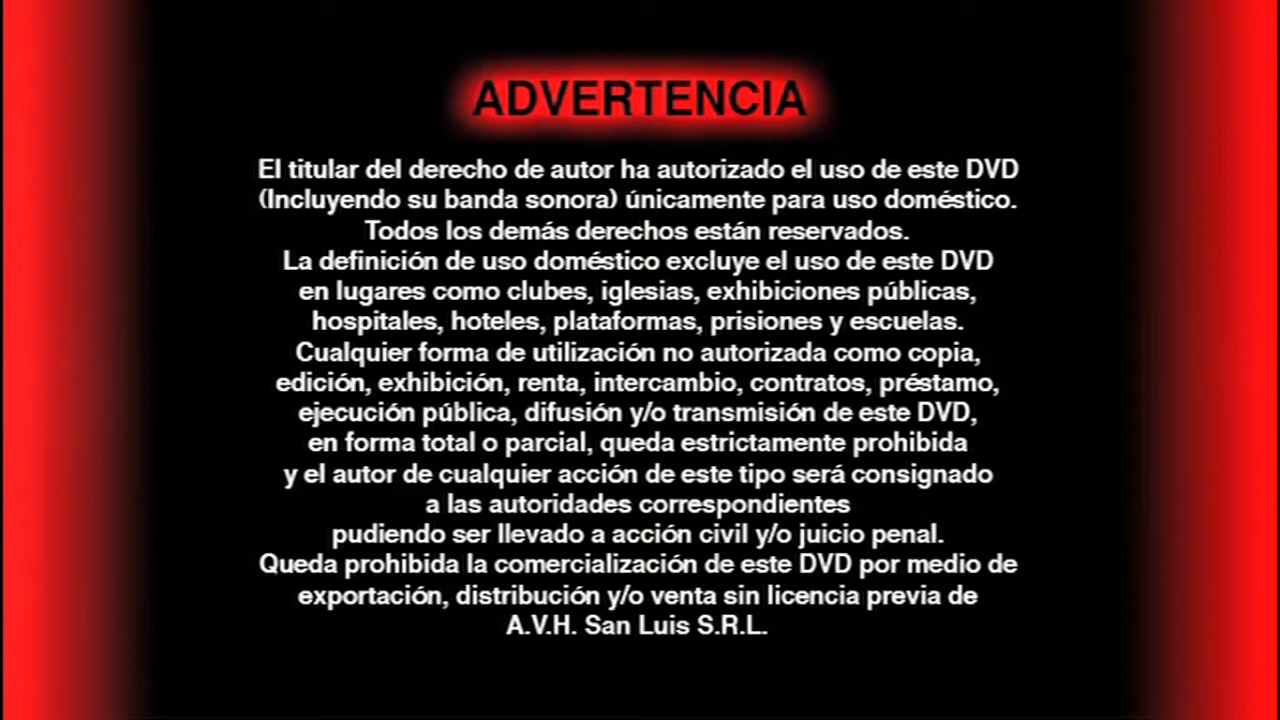 ADVERTENCIA
El titular del derecho de autor ha autorizado el uso de este DVD
(Incluyendo su banda sonora) únicamente para uso doméstico.
Todos los demás derechos están reservados.
La definición de uso doméstico excluye el uso de este DVD
en lugares como clubes, iglesias, exhibiciones públicas,
hospitales, hoteles, plataformas, prisiones y escuelas.
Cualquier forma de utilización no autorizada como copia,
edición, exhibición, renta, intercambio, contratos, préstamo,
ejecución pública, difusión y/o transmisión de este DVD,
en forma total o parcial, queda estrictamente prohibida
y el autor de cualquier acción de este tipo será consignado
a las autoridades correspondientes
pudiendo ser llevado a acción civil y/o juicio penal.
Queda prohibida la comercialización de este DVD por medio de
exportación, distribución y/o venta sin licencia previa de
A.V.H. San Luis S.R.L.